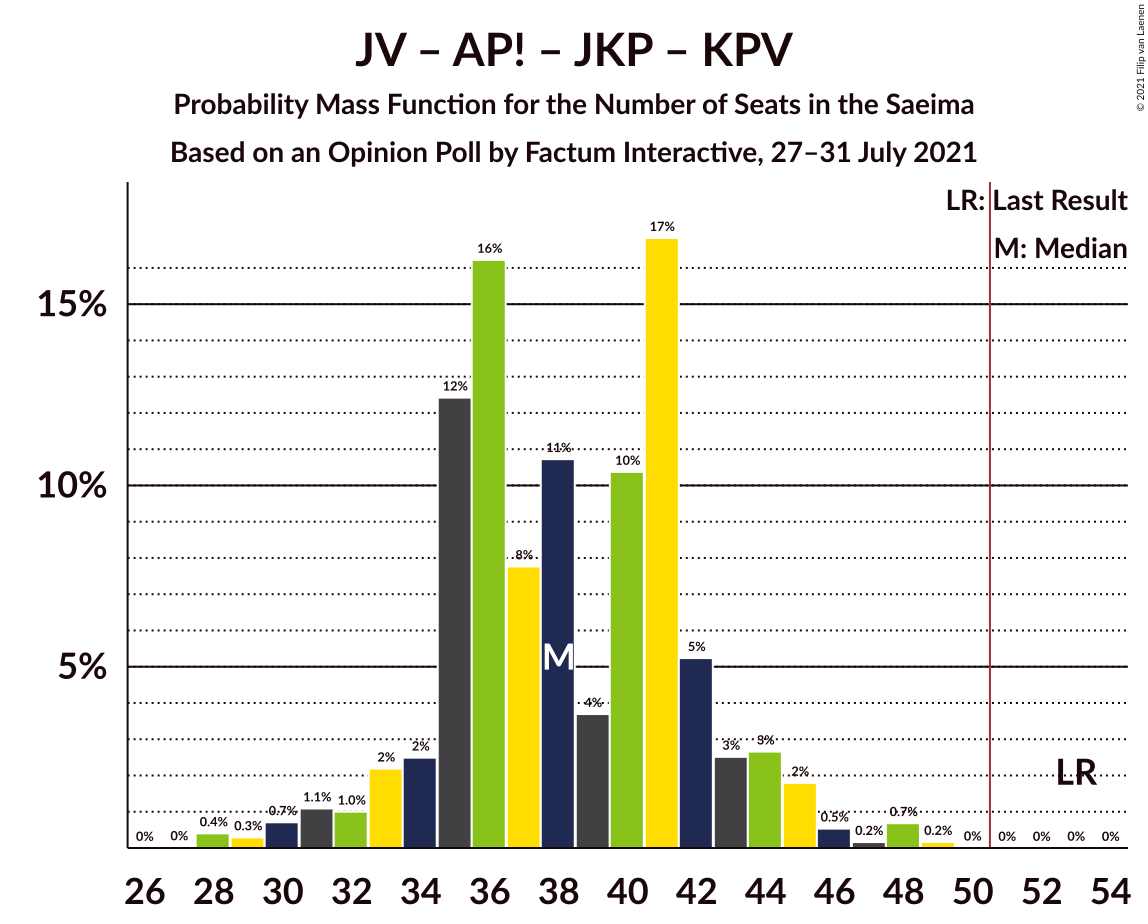 JV – AP! – JKP – KPV
Probability Mass Function for the Number of Seats in the Saeima
Based on an Opinion Poll by Factum Interactive, 27–31 July 2021
© 2021 Filip van Laenen
LR: Last Result
M: Median
15%
10%
5%
0% 0% 0.4% 0.3% 0.7% 1.1% 1.0% 2% 2% 12% 16% 8% 11% 4% 10% 17% 5% 3% 3% 2% 0.5% 0.2% 0.7% 0.2% 0% 0% 0% 0% 0%
M
LR
26 28 30 32 34 36 38 40 42 44 46 48 50 52 54